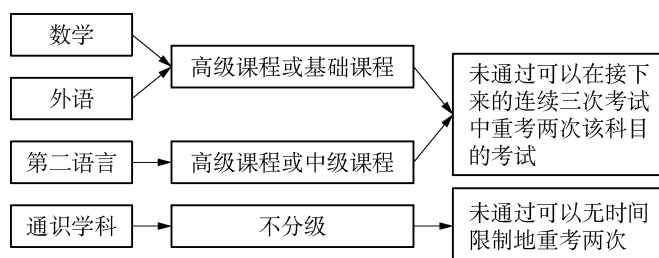 数学
外语
高级课程或基础课程
第二语言
高级课程或中级课程
未通过可以在接下
来的连续三次考试
中重考两次该科目
的考试
通识学科
不分级
未通过可以无时间
限制地重考两次